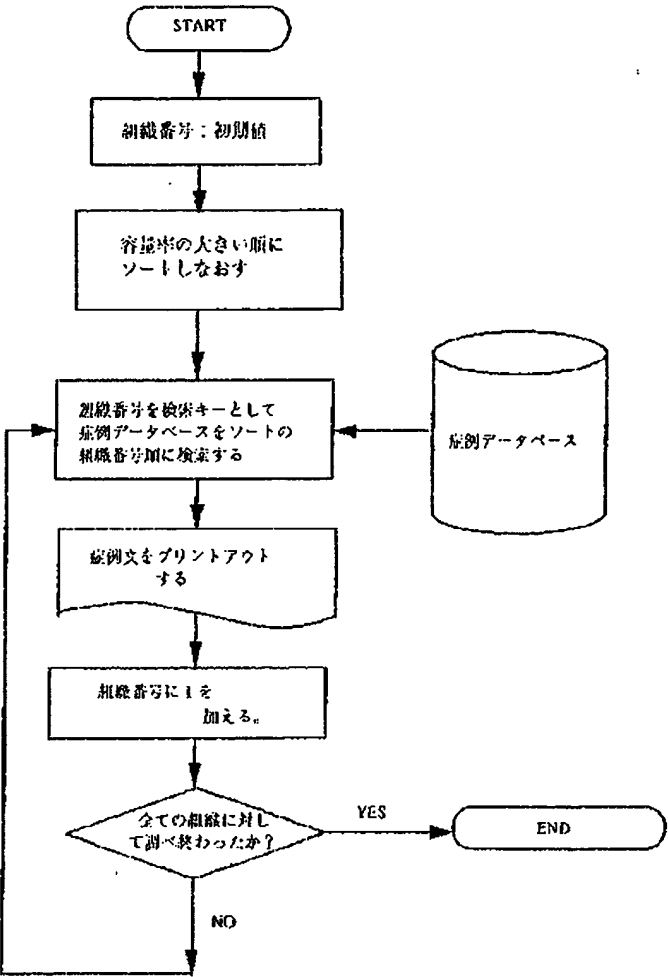 START
組織番号：初期値
容量率の大きい順に
ソートしなおす
組織番号を検索キーとして
症例データベースをソートの
組織番号順に検索する
症例データベース
症例文をプリントアウト
する
組織番号に1を
加える。
全ての組織に対し
て調べ終わったか？
YES
END
NO